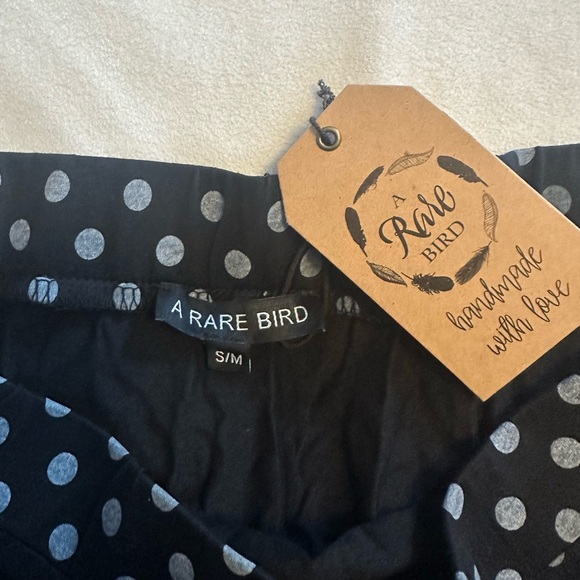 A
Rare
BIRD
handmade
with love
A RARE BIRD
S/M